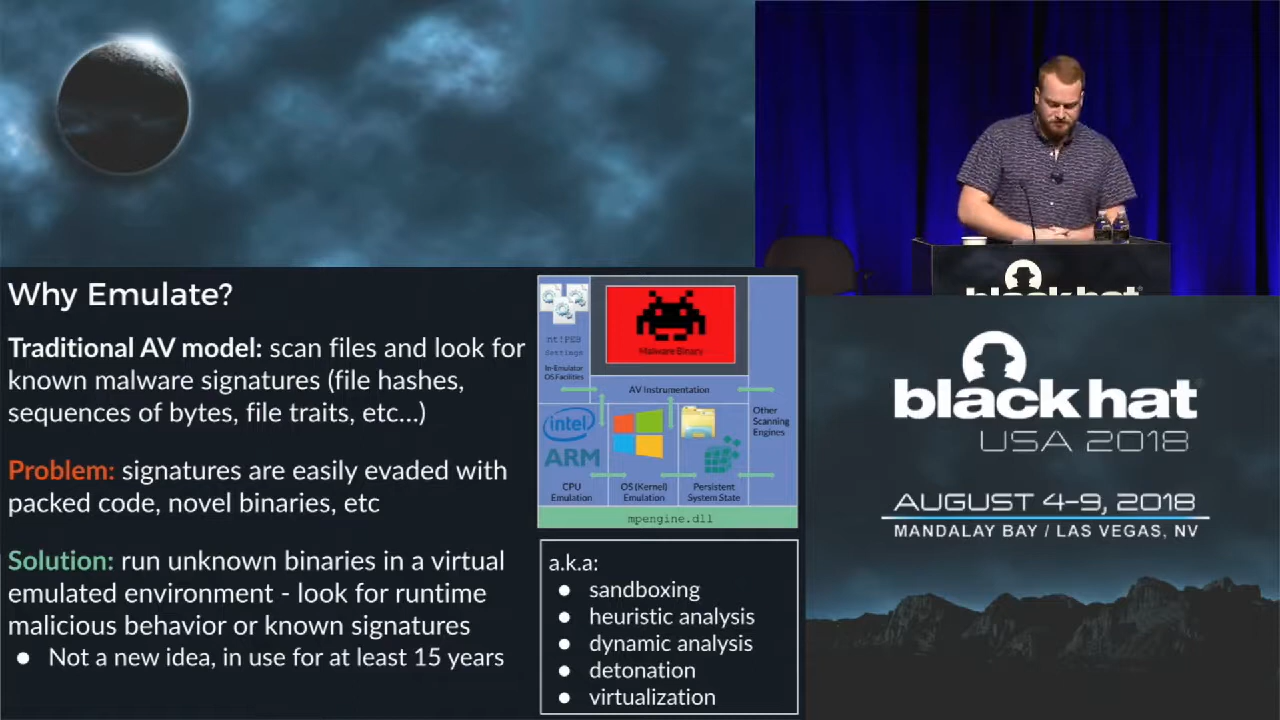 Why Emulate?
Traditional AV model: scan files and look for
known malware signatures (file hashes,
sequences of bytes, file traits, etc...)
Problem: signatures are easily evaded with
packed code, novel binaries, etc
Solution: run unknown binaries in a virtual
emulated environment - look for runtime
malicious behavior or known signatures
● Not a new idea, in use for at least 15 years
nt!PEB
Settings
In-Emulator
OS Facilities
Malware Binary
AV Instrumentation
Other
Scanning
Engines
intel
ARM
CPU
Emulation
OS (Kernel)
Emulation
Persistent
System State
mpengine.dll
a.k.a:
● sandboxing
● heuristic analysis
● dynamic analysis
● detonation
● virtualization
black hat
black hat
USA 2018
AUGUST 4-9, 2018
MANDALAY BAY / LAS VEGAS, NV